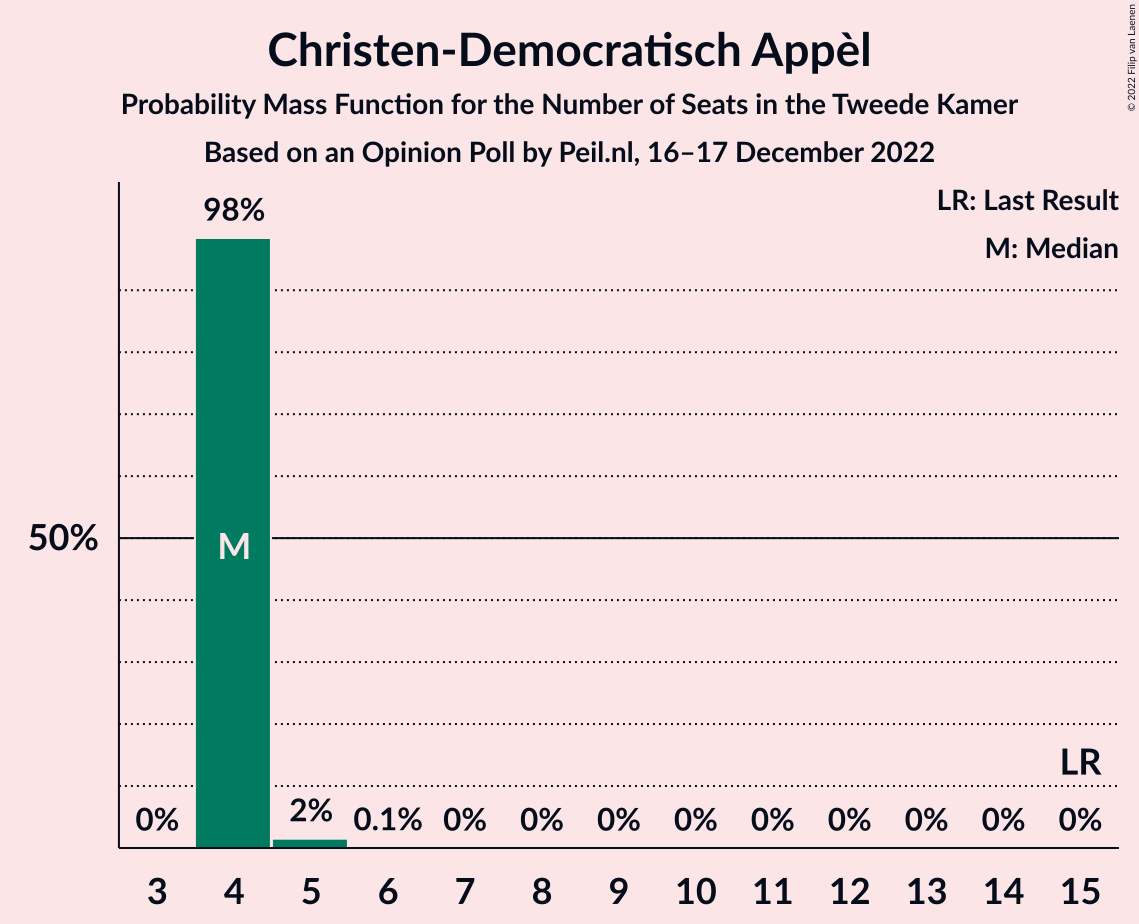 Christen-Democratisch Appèl
Probability Mass Function for the Number of Seats in the Tweede Kamer
Based on an Opinion Poll by Peil.nl, 16–17 December 2022
© 2022 Filip van Laenen
LR: Last Result
M: Median
98%
50%
M
LR
0% 2% 0.1% 0% 0% 0% 0% 0% 0% 0% 0% 0%
3 4 5 6 7 8 9 10 11 12 13 14 15